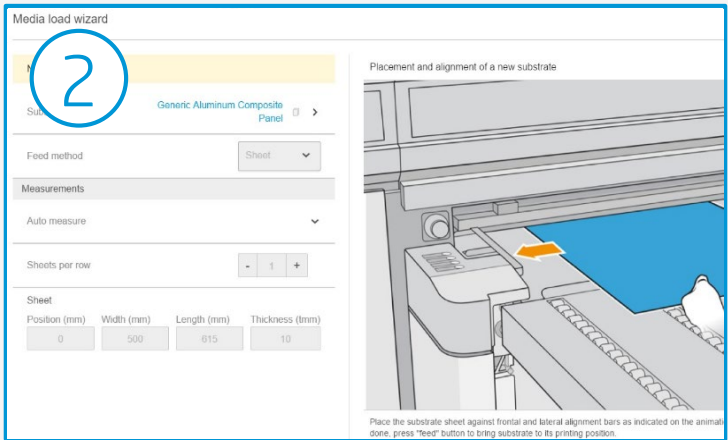 Media load wizard
2
Placement and alignment of a new substrate
Generic Aluminum Composite
Panel
Feed method
Sheet
Measurements
Auto measure
Sheets per row
- 1 +
Sheet
Position (mm) Width (mm) Length (mm) Thickness (tmm)
0 500 615 10
Place the substrate sheet against frontal and lateral alignment bars as indicated on the
done, press "feed" button to bring substrate to its printing position.